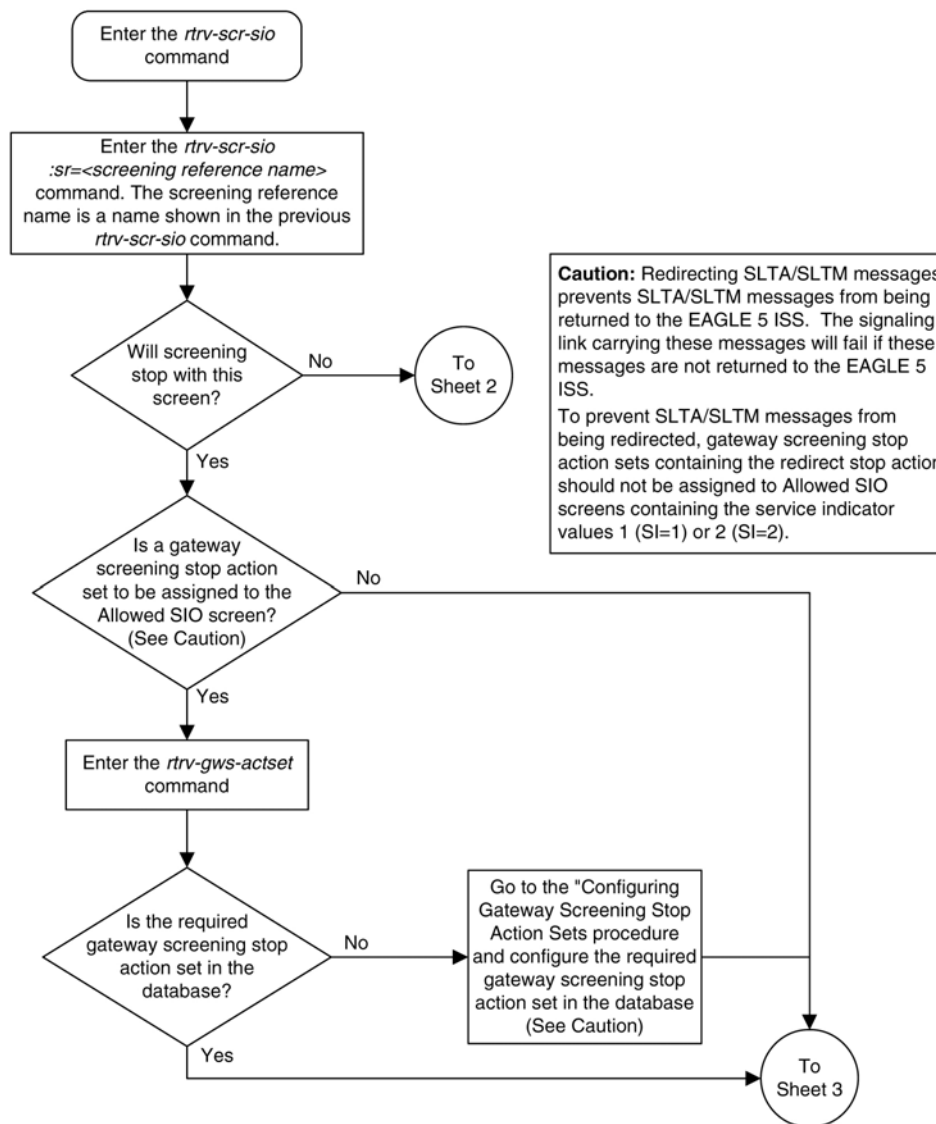 Enter the rtrv-scr-sio
command
Enter the rtrv-scr-sio
:sr=<screening reference name>
command. The screening reference
name is a name shown in the previous
rtrv-scr-sio command.
Caution: Redirecting SLTA/SLTM messages
prevents SLTA/SLTM messages from being
returned to the EAGLE 5 ISS. The signaling
link carrying these messages will fail if these
messages are not returned to the EAGLE 5
ISS.
To prevent SLTA/SLTM messages from
being redirected, gateway screening stop
action sets containing the redirect stop action
should not be assigned to Allowed SIO
screens containing the service indicator
values 1 (SI=1) or 2 (SI=2).
Will screening
stop with this
screen?
No
To
Sheet 2
Yes
Is a gateway
screening stop action
set to be assigned to the
Allowed SIO screen?
(See Caution)
No
Yes
Enter the rtrv-gws-actset
command
Is the required
gateway screening stop
action set in the
database?
No
Go to the "Configuring
Gateway Screening Stop
Action Sets procedure
and configure the required
gateway screening stop
action set in the database
(See Caution)
Yes
To
Sheet 3